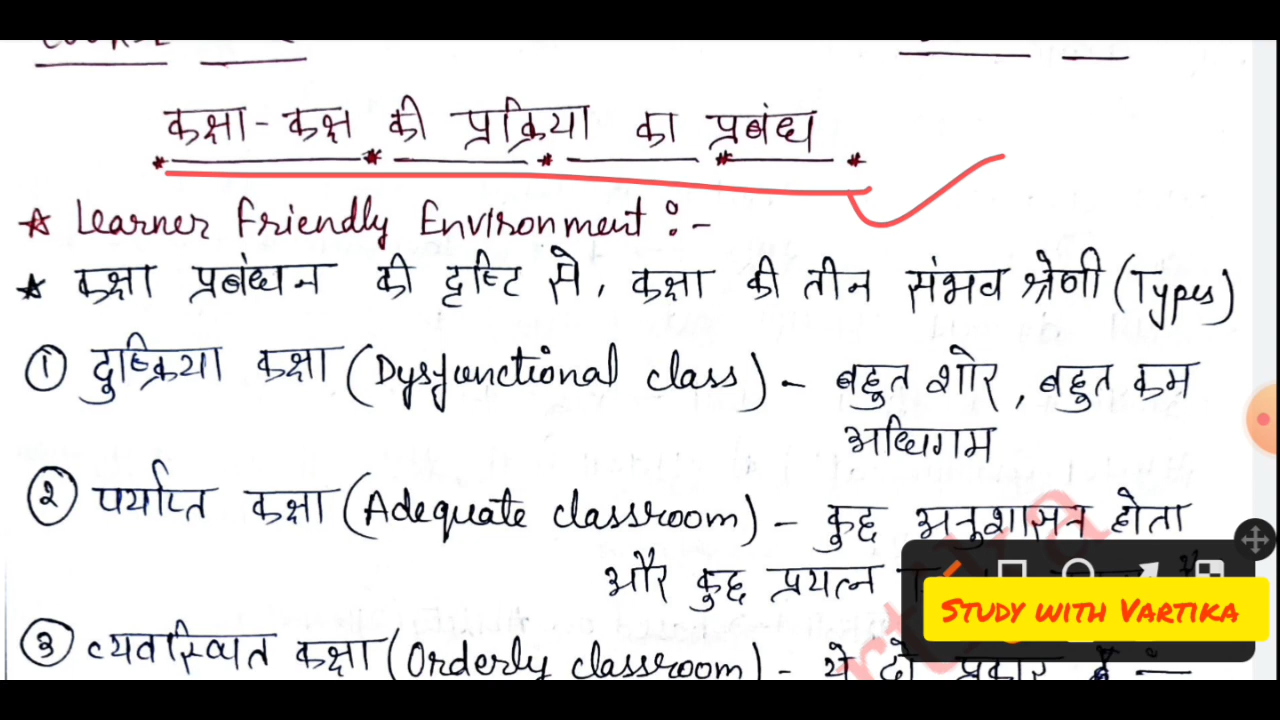 कक्षा-कक्ष की प्रक्रिया का प्रबंध
★ Learner Friendly Environment :-
★ कक्षा प्रबंधन की दृष्टि से, कक्षा की तीन संभव श्रेणी (Types)
① दुष्क्रिया कक्षा (Dysfunctional class) - बहुत शोर, बहुत कम
अधिगम
② पर्याप्त कक्षा (Adequate classroom) - कुछ अनुशासन होता
और कुछ प्रयत्न
STUDY WITH VARTIKA
③ व्यवस्थित कक्षा (Orderly classroom) - ये दो प्रकार है :-